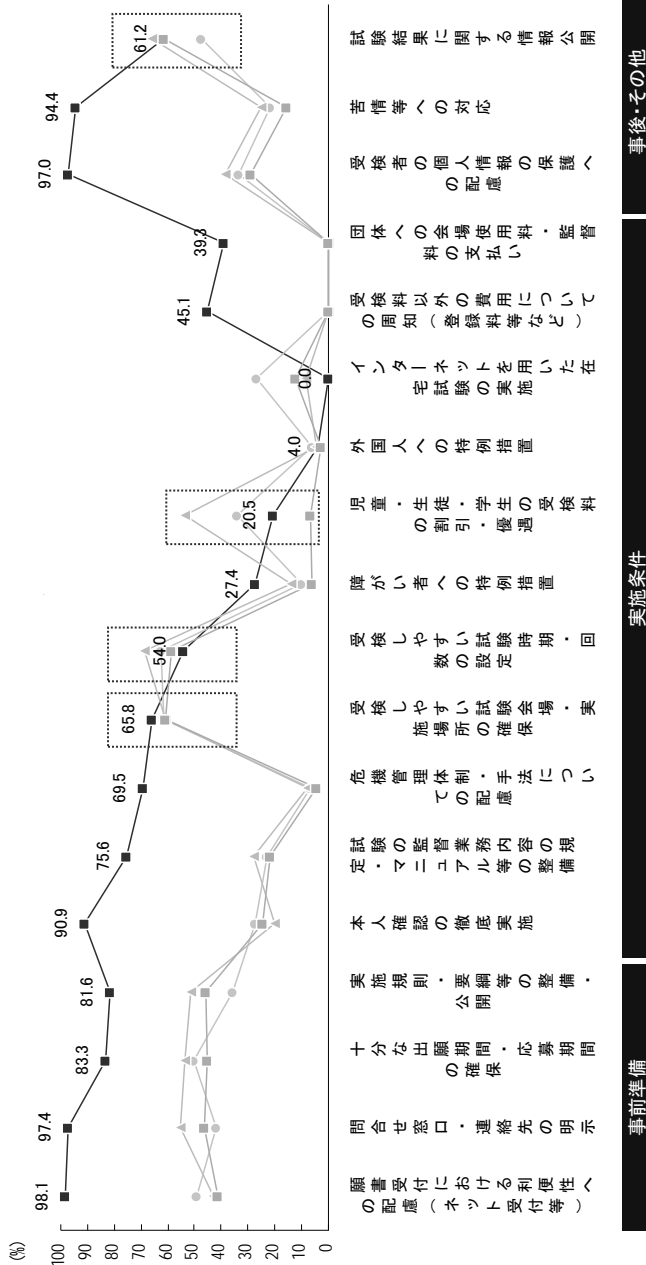 (%)
100
90
80
70
60
50
40
30
20
10
0
98.1
97.4
83.3
81.6
90.9
75.6
69.5
65.8
54.0
27.4
20.5
4.0
0.0
45.1
39.3
97.0
94.4
61.2
願書受付における利便性へ
の配慮(ネット受付等)
問合せ窓口・連絡先の明示
十分な出願期間・応募期間
の確保
実施規則・要綱等の整備・
公開
本人確認の徹底実施
試験の監督業務内容の規
定・マニュアル等の整備
危機管理体制・手法につい
ての配慮
受検しやすい試験会場・実
施場所の確保
受検しやすい試験時期・回
数の設定
障がい者への特例措置
児童・生徒・学生の受検料
の割引・優遇
外国人への特例措置
インターネットを用いた在
宅試験の実施
受検料以外の費用について
の周知(登録料等など)
団体への会場使用料・監督
料の支払い
受検者の個人情報の保護へ
の配慮
苦情等への対応
試験結果に関する情報公開
事前準備
実施条件
事後・その他